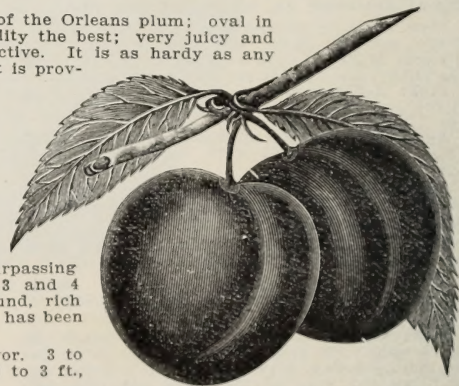 of the Orleans plum; oval in
lity the best; very juicy and
ctive. It is as hardy as any
t is prov-
rpassing
3 and 4
und, rich
has been
or. 3 to
to 3 ft.,